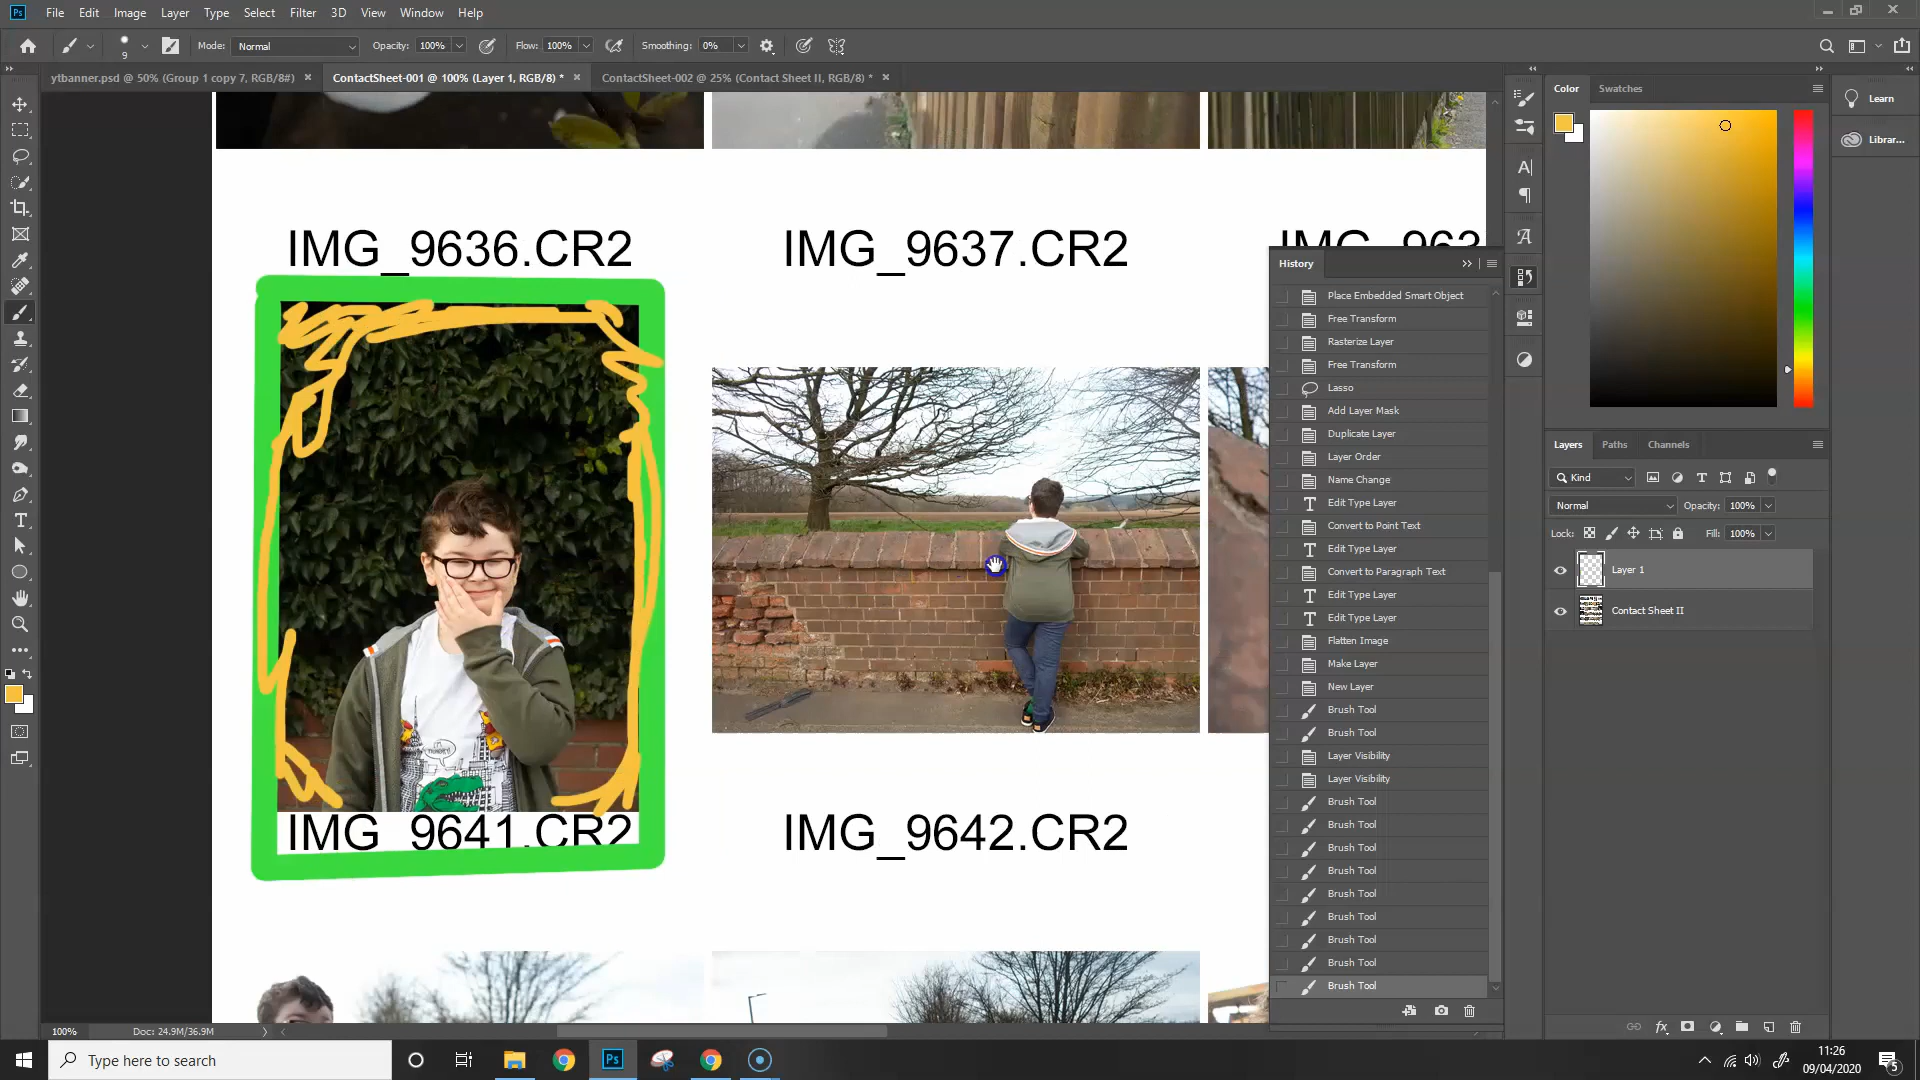 Ps File Edit Image Layer Type Select Filter 3D View Window Help
9 Mode: Normal Opacity: 100% Flow: 100% Smoothing: 0%
ytbanner.psd @ 50% (Group 1 copy 7, RGB/8#) × ContactSheet-001 @ 100% (Layer 1, RGB/8) * × ContactSheet-002 @ 25% (Contact Sheet II, RGB/8) * ×
Color Swatches
Learn
Librar...
IMG_9636.CR2 IMG_9637.CR2
History
Place Embedded Smart Object
Free Transform
Rasterize Layer
Free Transform
Lasso
Add Layer Mask
Duplicate Layer
Layer Order
Name Change
Edit Type Layer
Convert to Point Text
Edit Type Layer
Convert to Paragraph Text
Edit Type Layer
Edit Type Layer
Flatten Image
Make Layer
New Layer
Brush Tool
Brush Tool
Layer Visibility
Layer Visibility
Brush Tool
Brush Tool
Brush Tool
Brush Tool
Brush Tool
Brush Tool
Brush Tool
Brush Tool
Brush Tool
Layers Paths Channels
Kind
Normal Opacity: 100%
Lock: Fill: 100%
Layer 1
Contact Sheet II
fx
IMG_9641.CR2 IMG_9642.CR2
100% Doc: 24.9M/36.9M
Type here to search
Ps
11:26
09/04/2020
5